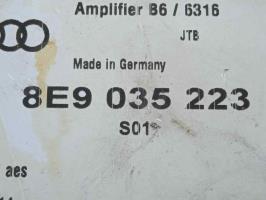 Amplifier B6 / 6316
JTB
Made in Germany
8E9 035 223
S01
aes